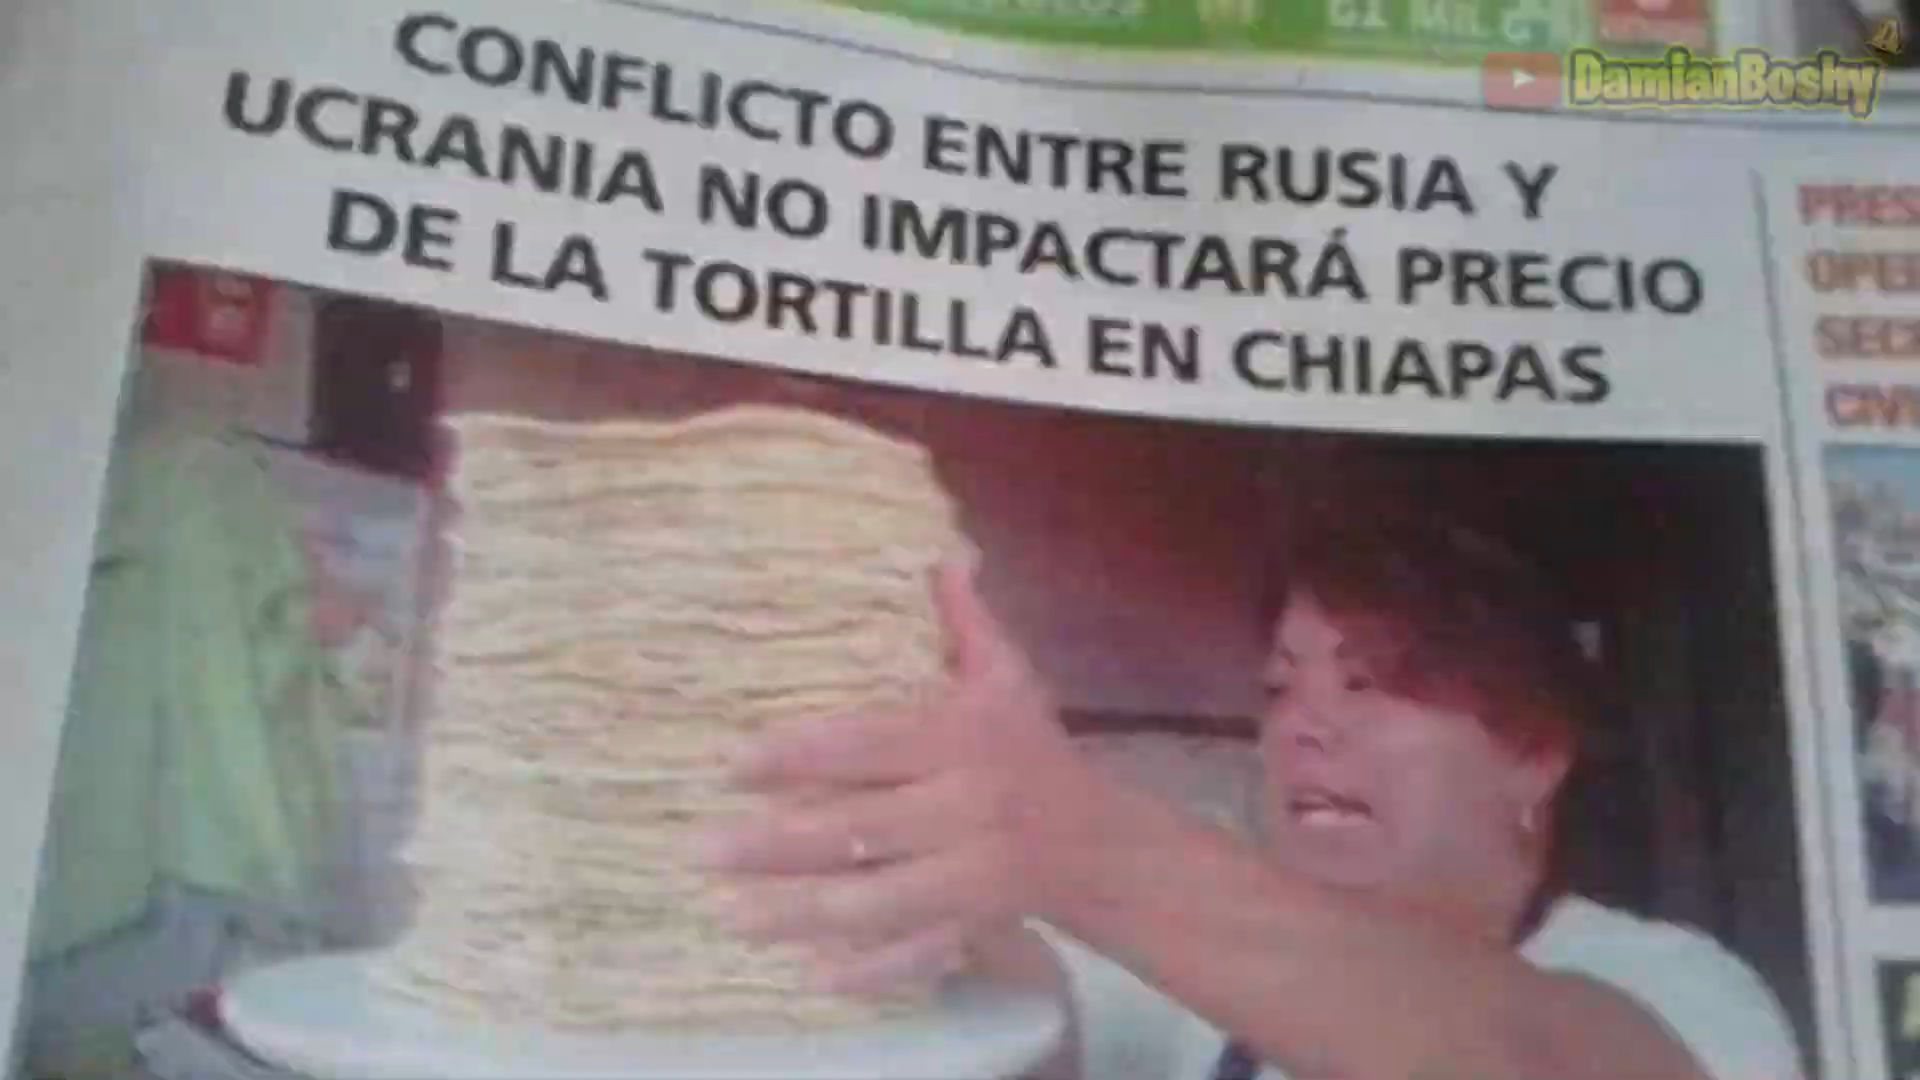 DamianBoshy
CONFLICTO ENTRE RUSIA Y
UCRANIA NO IMPACTARÁ PRECIO
DE LA TORTILLA EN CHIAPAS